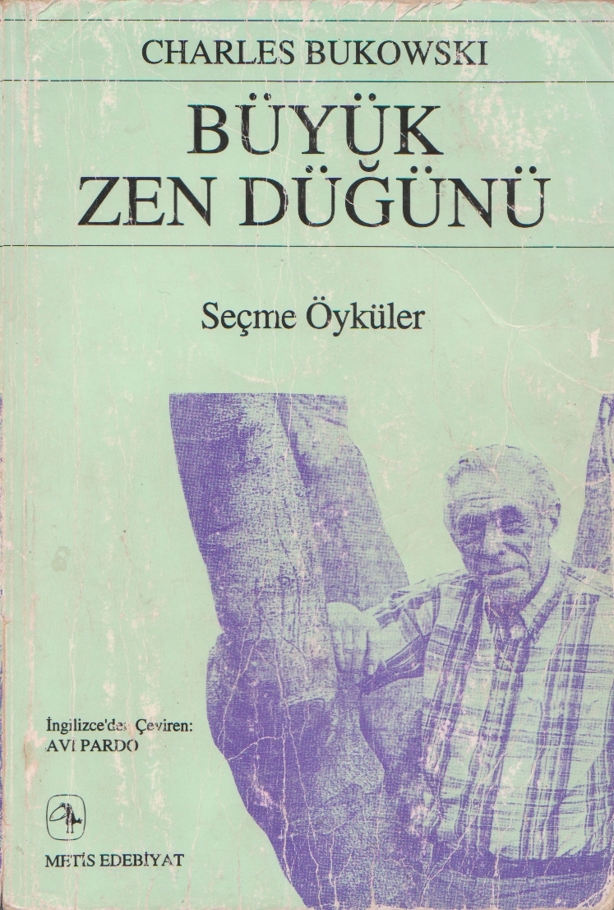 CHARLES BUKOWSKI
BÜYÜK
ZEN DÜĞÜNÜ
Seçme Öyküler
İngilizce'den Çeviren:
AVI PARDO
METİS EDEBİYAT